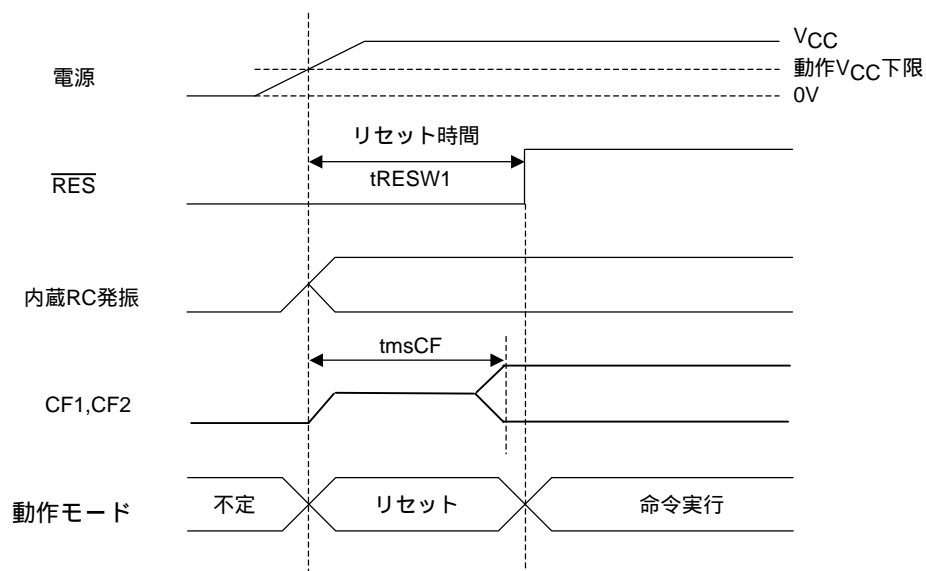 電源
VCC
動作VCC下限
0V
リセット時間
tRESW1
RES
内蔵RC発振
tmsCF
CF1,CF2
動作モード
不定
リセット
命令実行